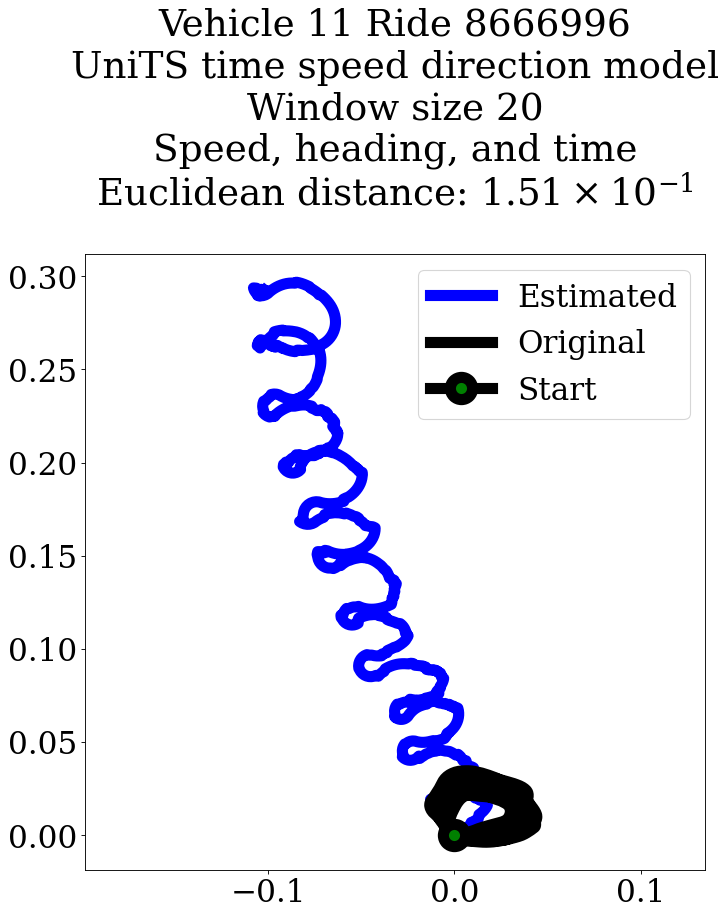 Vehicle 11 Ride 8666996
UniTS time speed direction model
Window size 20
Speed, heading, and time
Euclidean distance: 1.51 × 10⁻¹
0.30
0.25
0.20
0.15
0.10
0.05
0.00
−0.1
0.0
0.1
Estimated
Original
Start